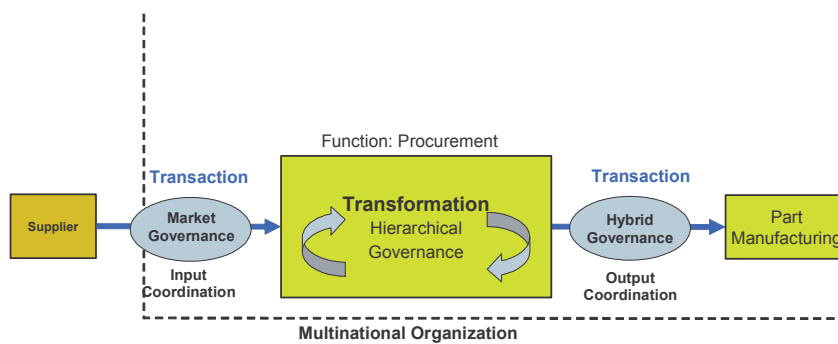 Function: Procurement
Transaction
Transaction
Supplier
Market
Governance
Transformation
Hierarchical
Governance
Hybrid
Governance
Part
Manufacturing
Input
Coordination
Output
Coordination
Multinational Organization